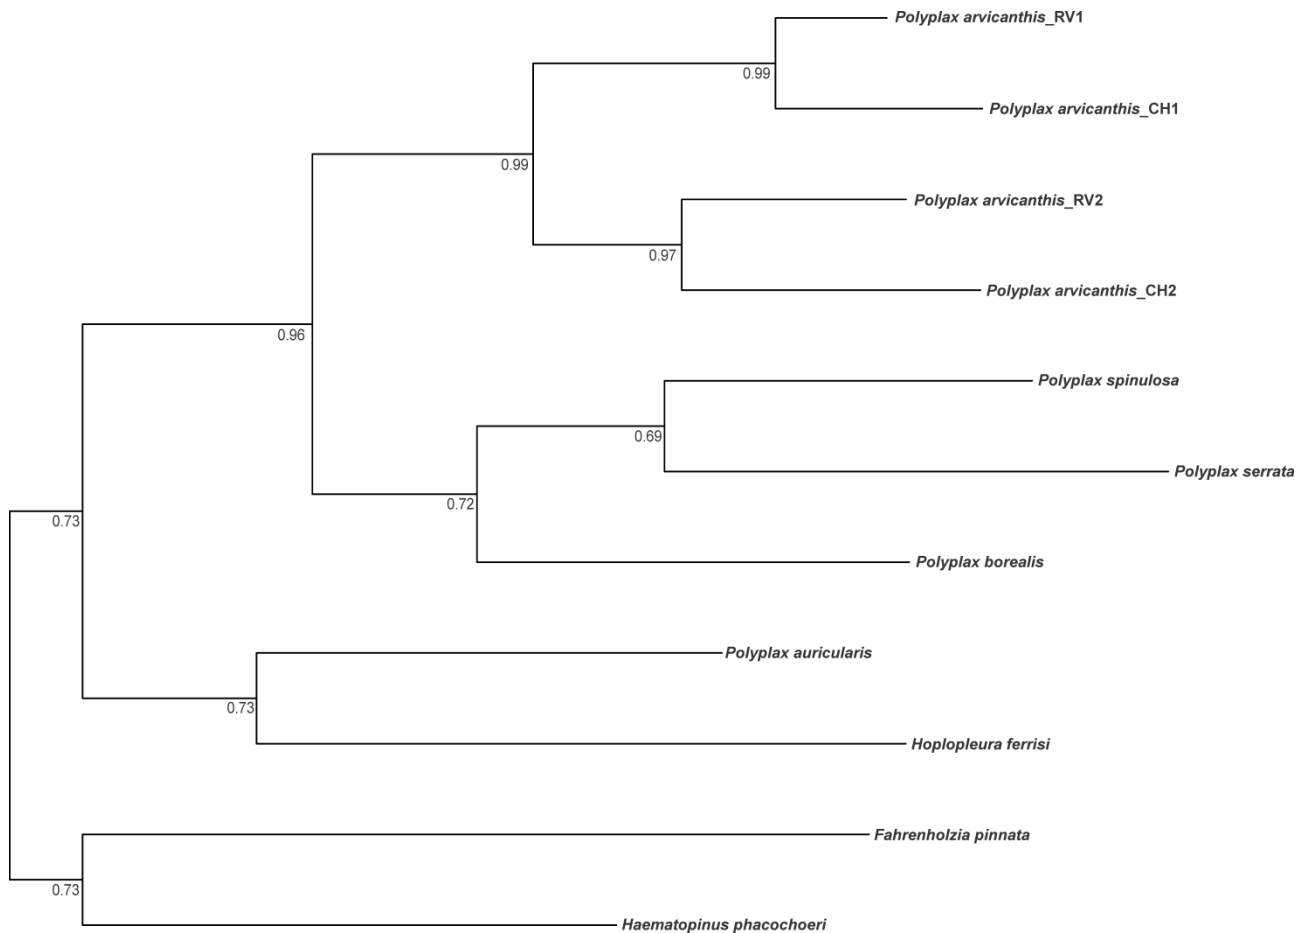 Polyplax arvicanthis_RV1
0.99
Polyplax arvicanthis_CH1
0.99
Polyplax arvicanthis_RV2
0.97
Polyplax arvicanthis_CH2
0.96
Polyplax spinulosa
0.69
Polyplax serrata
0.72
0.73
Polyplax borealis
Polyplax auricularis
0.73
Hoplopleura ferrisi
Fahrenholzia pinnata
0.73
Haematopinus phacochoeri